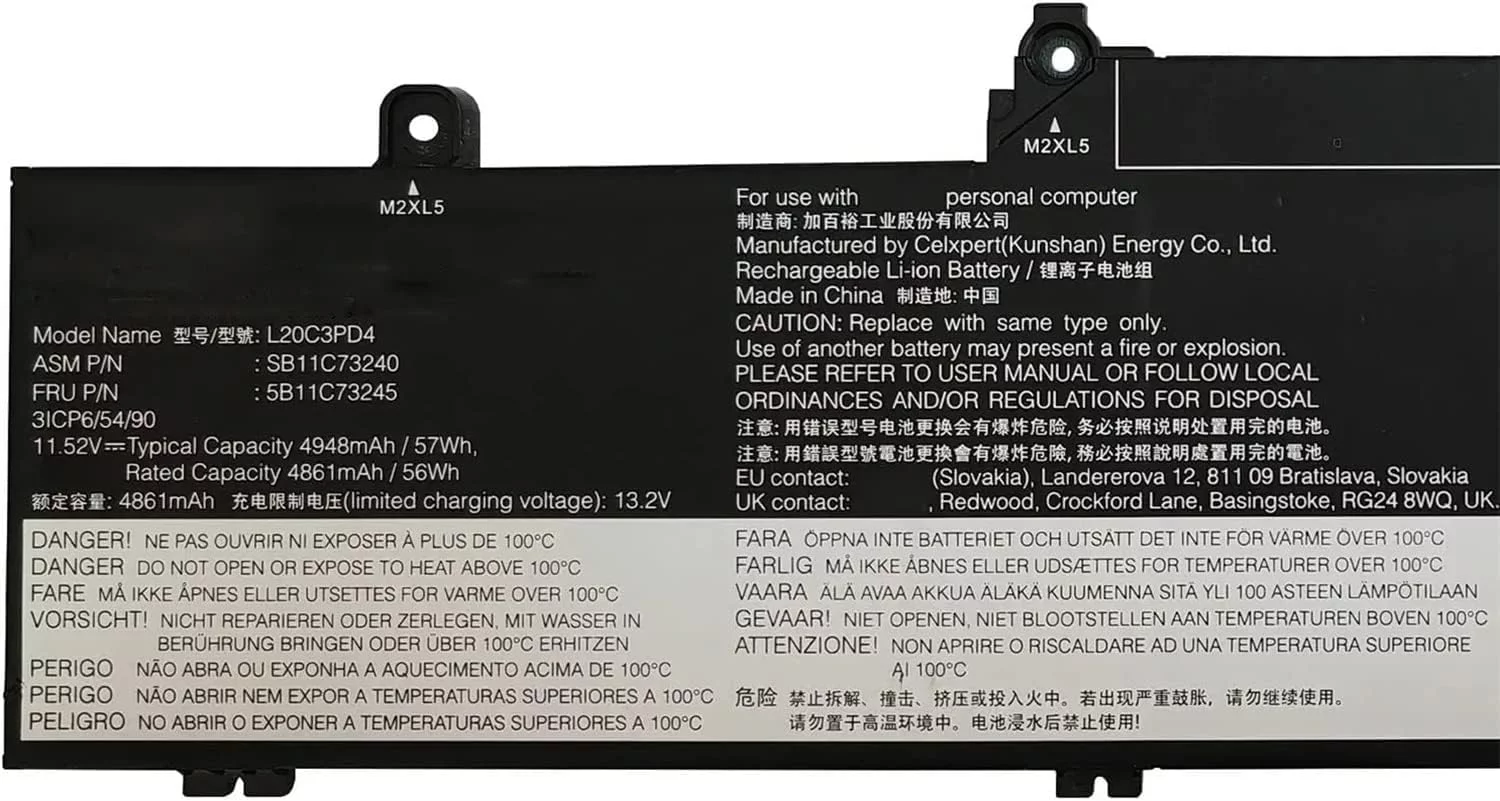 M2XL5
M2XL5
Model Name 型号/型號: L20C3PD4
ASM P/N : SB11C73240
FRU P/N : 5B11C73245
3ICP6/54/90
11.52V⎓Typical Capacity 4948mAh / 57Wh,
Rated Capacity 4861mAh / 56Wh
额定容量: 4861mAh 充电限制电压(limited charging voltage): 13.2V
For use with personal computer
制造商: 加百裕工业股份有限公司
Manufactured by Celxpert(Kunshan) Energy Co., Ltd.
Rechargeable Li-ion Battery / 锂离子电池组
Made in China 制造地: 中国
CAUTION: Replace with same type only.
Use of another battery may present a fire or explosion.
PLEASE REFER TO USER MANUAL OR FOLLOW LOCAL
ORDINANCES AND/OR REGULATIONS FOR DISPOSAL
注意: 用错误型号电池更换会有爆炸危险, 务必按照说明处置用完的电池。
注意: 用錯誤型號電池更換會有爆炸危險, 務必按照說明處置用完的電池。
EU contact: (Slovakia), Landererova 12, 811 09 Bratislava, Slovakia
UK contact: , Redwood, Crockford Lane, Basingstoke, RG24 8WQ, UK.
DANGER! NE PAS OUVRIR NI EXPOSER À PLUS DE 100°C
DANGER DO NOT OPEN OR EXPOSE TO HEAT ABOVE 100°C
FARE MÅ IKKE ÅPNES ELLER UTSETTES FOR VARME OVER 100°C
VORSICHT! NICHT REPARIEREN ODER ZERLEGEN, MIT WASSER IN
BERÜHRUNG BRINGEN ODER ÜBER 100°C ERHITZEN
PERIGO NÃO ABRA OU EXPONHA A AQUECIMENTO ACIMA DE 100°C
PERIGO NÃO ABRIR NEM EXPOR A TEMPERATURAS SUPERIORES A 100°C
PELIGRO NO ABRIR O EXPONER A TEMPERATURAS SUPERIORES A 100°C
FARA ÖPPNA INTE BATTERIET OCH UTSÄTT DET INTE FÖR VÄRME ÖVER 100°C
FARLIG MÅ IKKE ÅBNES ELLER UDSÆTTES FOR TEMPERATURER OVER 100°C
VAARA ÄLÄ AVAA AKKUA ÄLÄKÄ KUUMENNA SITÄ YLI 100 ASTEEN LÄMPÖTILAAN
GEVAAR! NIET OPENEN, NIET BLOOTSTELLEN AAN TEMPERATUREN BOVEN 100°C
ATTENZIONE! NON APRIRE O RISCALDARE AD UNA TEMPERATURA SUPERIORE
AI 100°C
危险 禁止拆解、撞击、挤压或投入火中。若出现严重鼓胀，请勿继续使用。
请勿置于高温环境中。电池浸水后禁止使用!